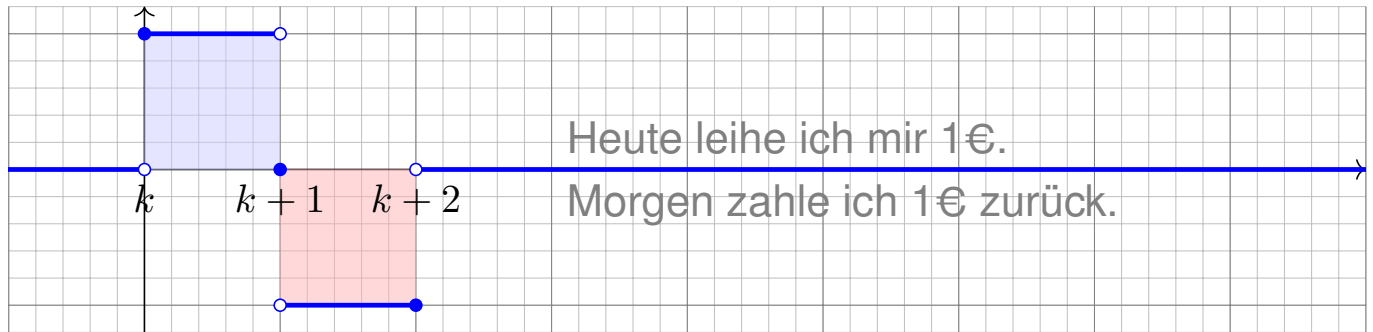 Heute leihe ich mir 1€.
k k + 1 k + 2
Morgen zahle ich 1€ zurück.